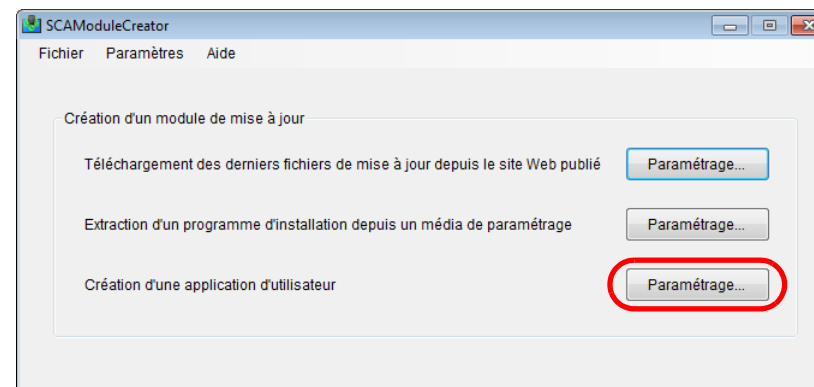 SCAModuleCreator
Fichier Paramètres Aide
Création d'un module de mise à jour
Téléchargement des derniers fichiers de mise à jour depuis le site Web publié Paramétrage...
Extraction d'un programme d'installation depuis un média de paramétrage Paramétrage...
Création d'une application d'utilisateur Paramétrage...